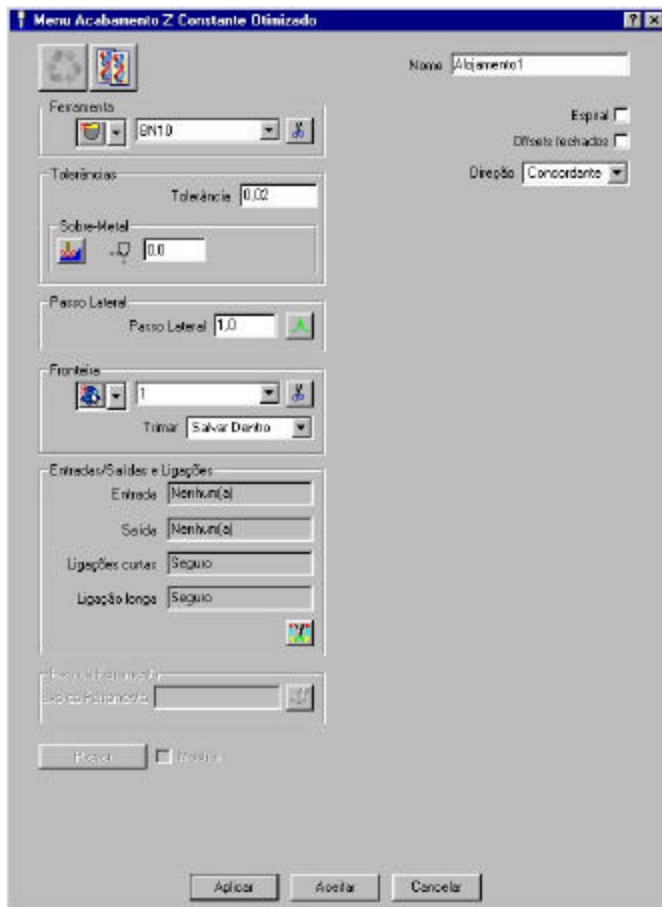 Menu Acabamento Z Constante Otimizado
Nome Alojamento1
Ferramenta
BN10
Espiral
Offsets fechados
Direção Concordante
Tolerâncias
Tolerância 0,02
Sobre-Metal
0.0
Passo Lateral
Passo Lateral 1,0
Fronteira
1
Trimar Salvar Dentro
Entradas/Saídas e Ligações
Entrada Nenhum(a)
Saída Nenhum(a)
Ligações curtas Seguro
Ligação longa Seguro
Aplicar Aceitar Cancelar